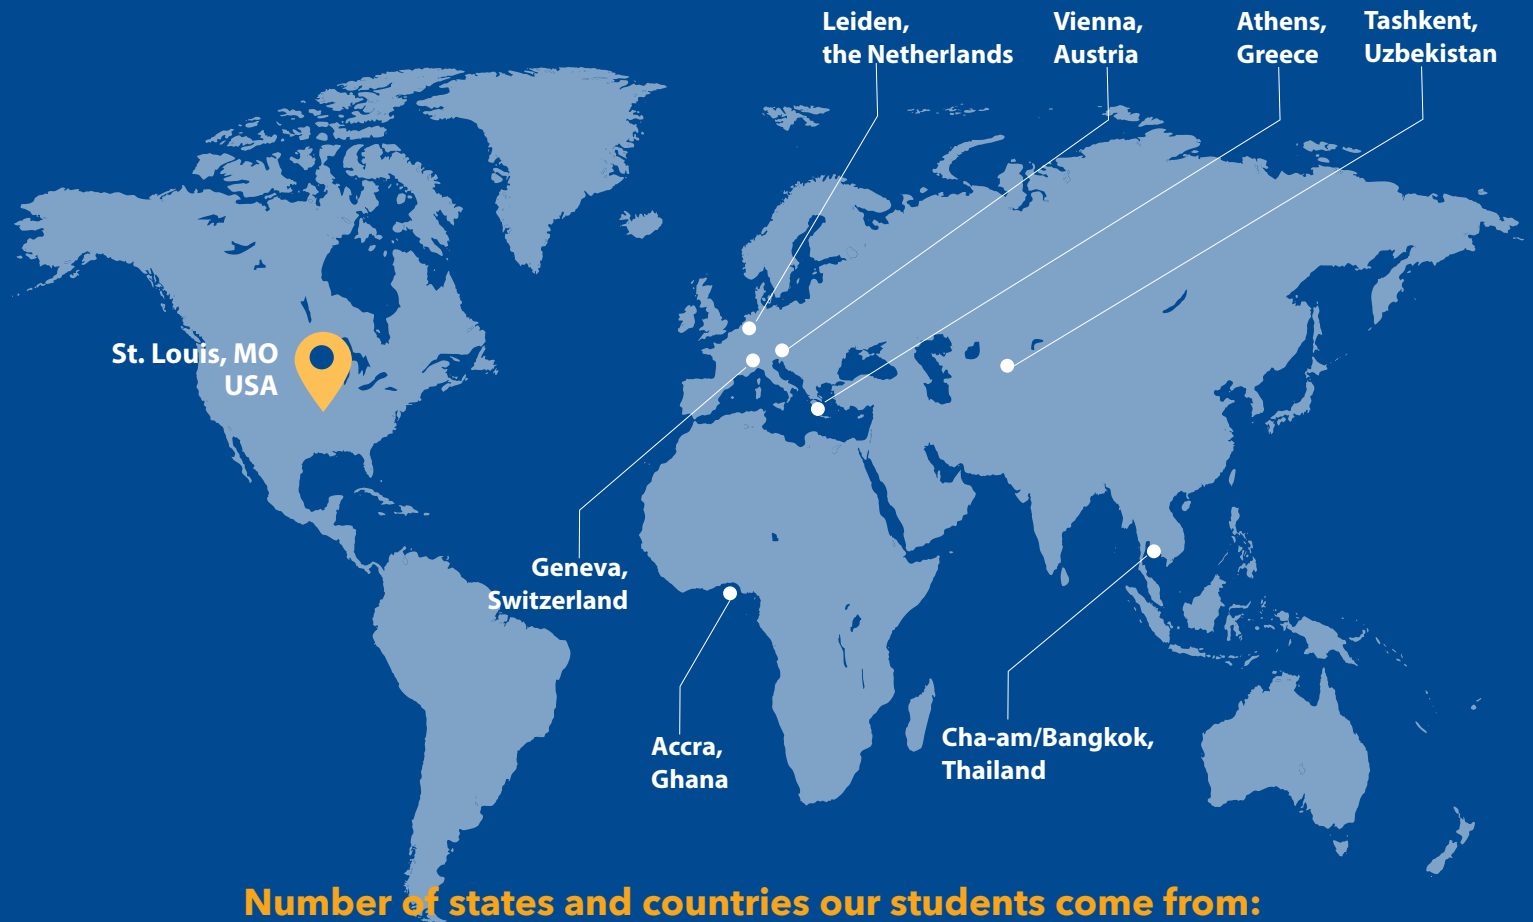 Leiden,
the Netherlands
Vienna,
Austria
Athens,
Greece
Tashkent,
Uzbekistan
St. Louis, MO
USA
Geneva,
Switzerland
Accra,
Ghana
Cha-am/Bangkok,
Thailand
Number of states and countries our students come from: